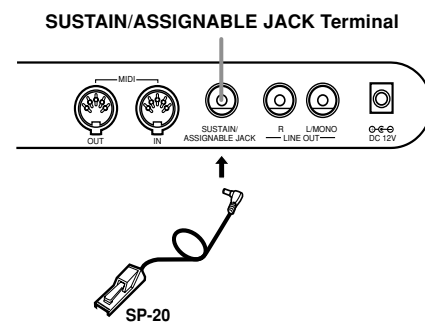 SUSTAIN/ASSIGNABLE JACK Terminal
MIDI
OUT
IN
SUSTAIN/
ASSIGNABLE JACK
R
L/MONO
LINE OUT
DC 12V
SP-20